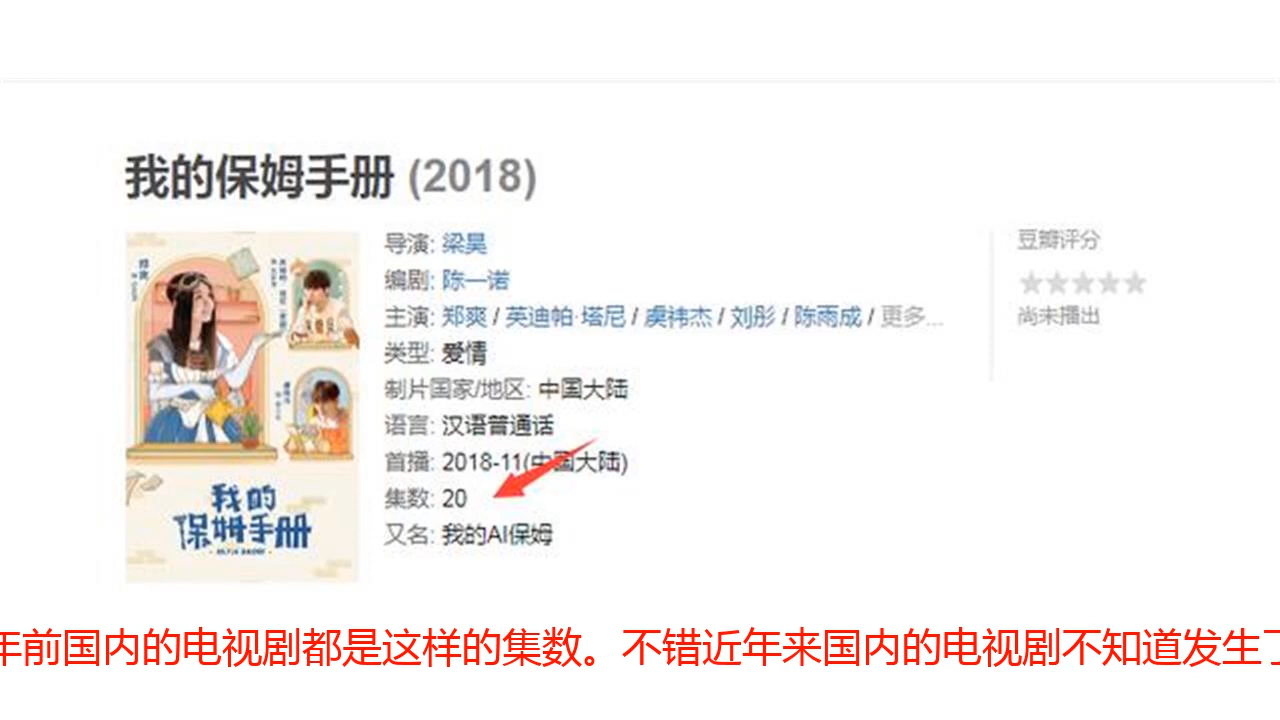 我的保姆手册 (2018)
导演: 梁昊
编剧: 陈一诺
主演: 郑爽 / 英迪帕·塔尼 / 虞祎杰 / 刘彤 / 陈雨成 / 更多...
类型: 爱情
制片国家/地区: 中国大陆
语言: 汉语普通话
首播: 2018-11(中国大陆)
集数: 20
又名: 我的AI保姆
豆瓣评分
尚未播出
郑爽
我的
保姆手册
年前国内的电视剧都是这样的集数。不错近年来国内的电视剧不知道发生了